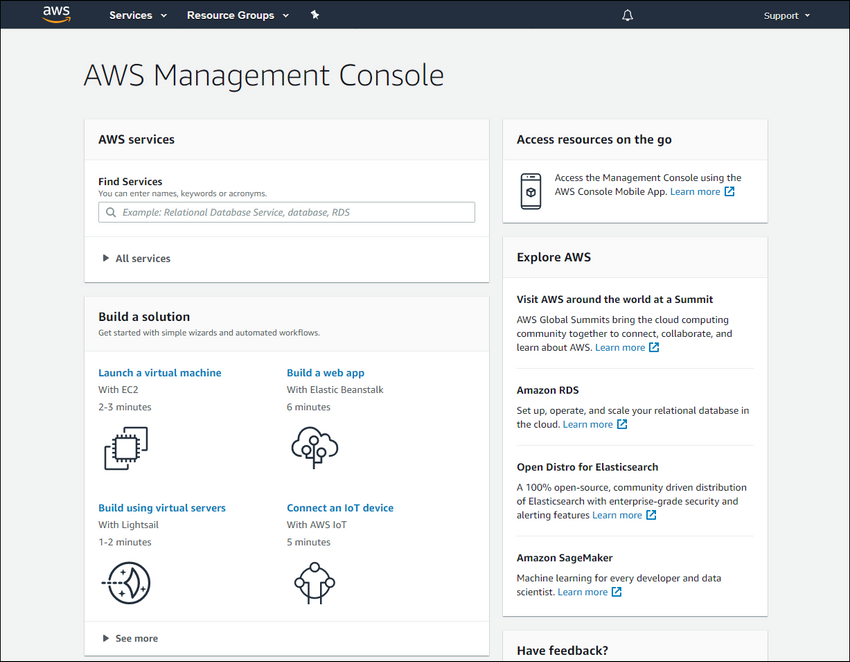 aws Services Resource Groups Support
AWS Management Console
AWS services
Find Services
You can enter names, keywords or acronyms.
Example: Relational Database Service, database, RDS
All services
Build a solution
Get started with simple wizards and automated workflows.
Launch a virtual machine
With EC2
2-3 minutes
Build a web app
With Elastic Beanstalk
6 minutes
Build using virtual servers
With Lightsail
1-2 minutes
Connect an IoT device
With AWS IoT
5 minutes
See more
Access resources on the go
Access the Management Console using the
AWS Console Mobile App. Learn more
Explore AWS
Visit AWS around the world at a Summit
AWS Global Summits bring the cloud computing
community together to connect, collaborate, and
learn about AWS. Learn more
Amazon RDS
Set up, operate, and scale your relational database in
the cloud. Learn more
Open Distro for Elasticsearch
A 100% open-source, community driven distribution
of Elasticsearch with enterprise-grade security and
alerting features Learn more
Amazon SageMaker
Machine learning for every developer and data
scientist. Learn more
Have feedback?